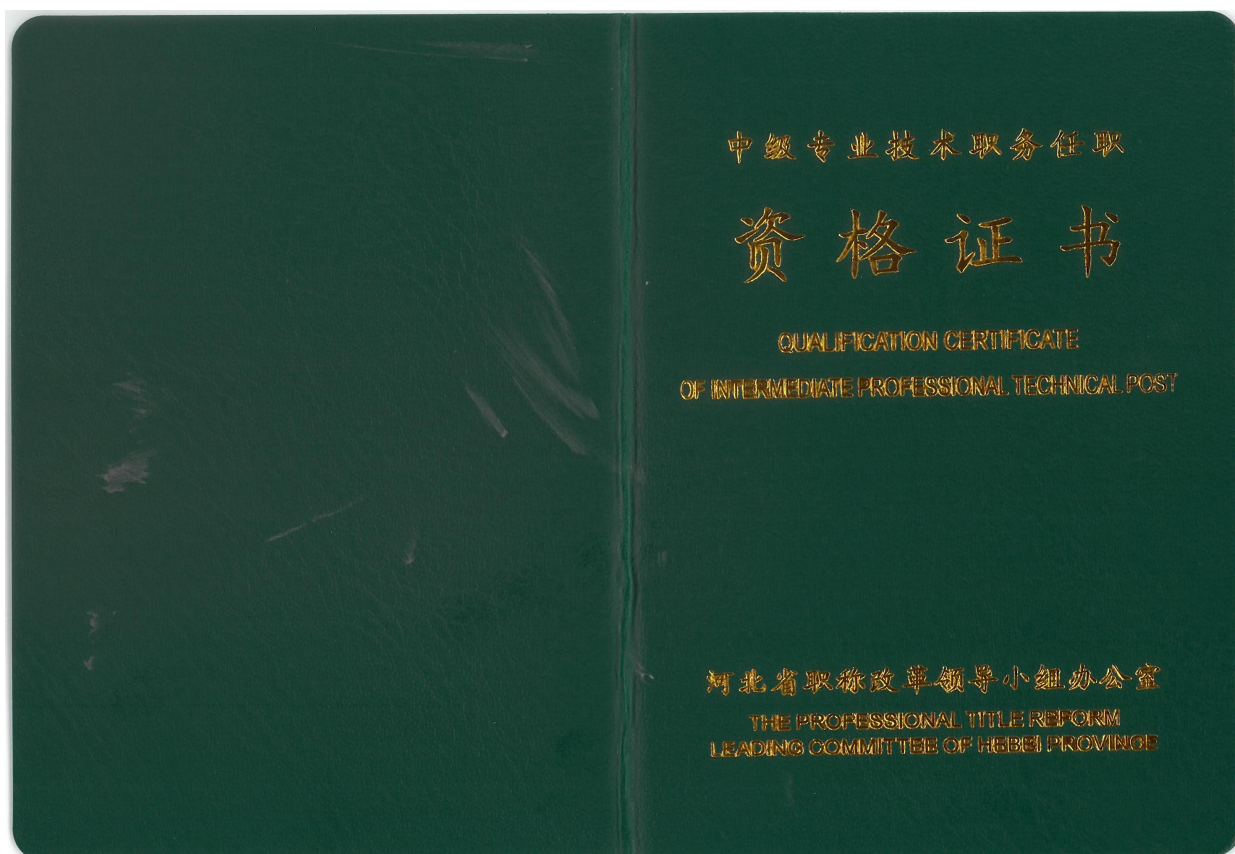 中级专业技术职务任职
资格证书
QUALIFICATION CERTIFICATE
OF INTERMEDIATE PROFESSIONAL TECHNICAL POST
河北省职称改革领导小组办公室
THE PROFESSIONAL TITLE REFORM
LEADING COMMITTEE OF HEBEI PROVINCE